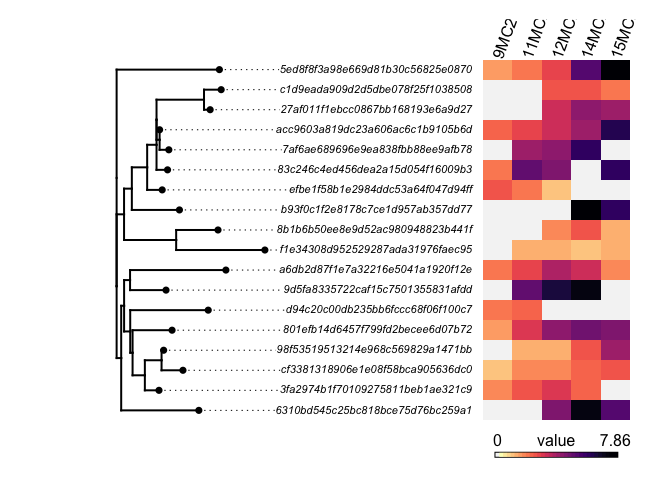 9MC2 11MC 12MC 14MC 15MC
5ed8f8f3a98e669d81b30c56825e0870
c1d9eada909d2d5dbe078f25f1038508
27af011f1ebcc0867bb168193e6a9d27
acc9603a819dc23a606ac6c1b9105b6d
7af6ae689696e9ea838fbb88ee9afb78
83c246c4ed456dea2a15d054f16009b3
efbe1f58b1e2984ddc53a64f047d94ff
b93f0c1f2e8178c7ce1d957ab357dd77
8b1b6b50ee8e9d52ac980948823b441f
f1e34308d952529287ada31976faec95
a6db2d87f1e7a32216e5041a1920f12e
9d5fa8335722caf15c7501355831afdd
d94c20c00db235bb6fccc68f06f100c7
801efb14d6457f799fd2becee6d07b72
98f53519513214e968c569829a1471bb
cf3381318906e1e08f58bca905636dc0
3fa2974b1f70109275811beb1ae321c9
6310bd545c25bc818bce75d76bc259a1
0 value 7.86